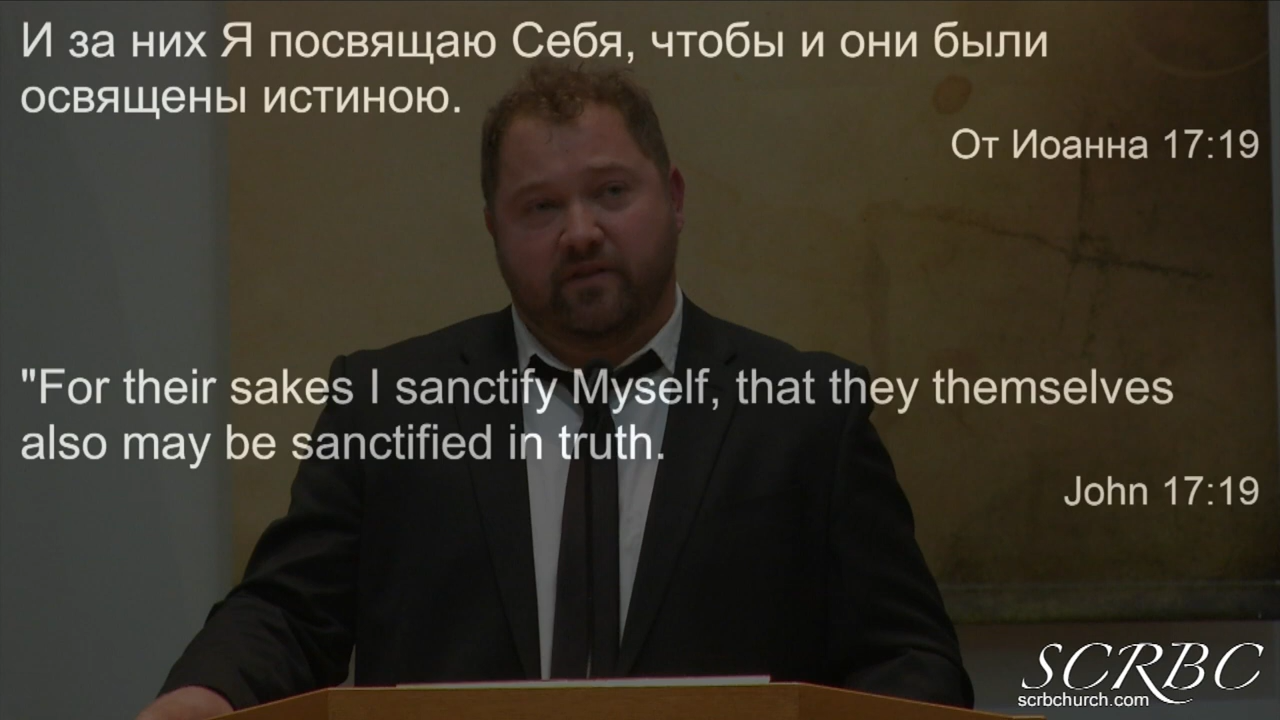 И за них Я посвящаю Себя, чтобы и они были
освящены истиною.
От Иоанна 17:19
"For their sakes I sanctify Myself, that they themselves
also may be sanctified in truth.
John 17:19
SCRBC
scrbchurch.com